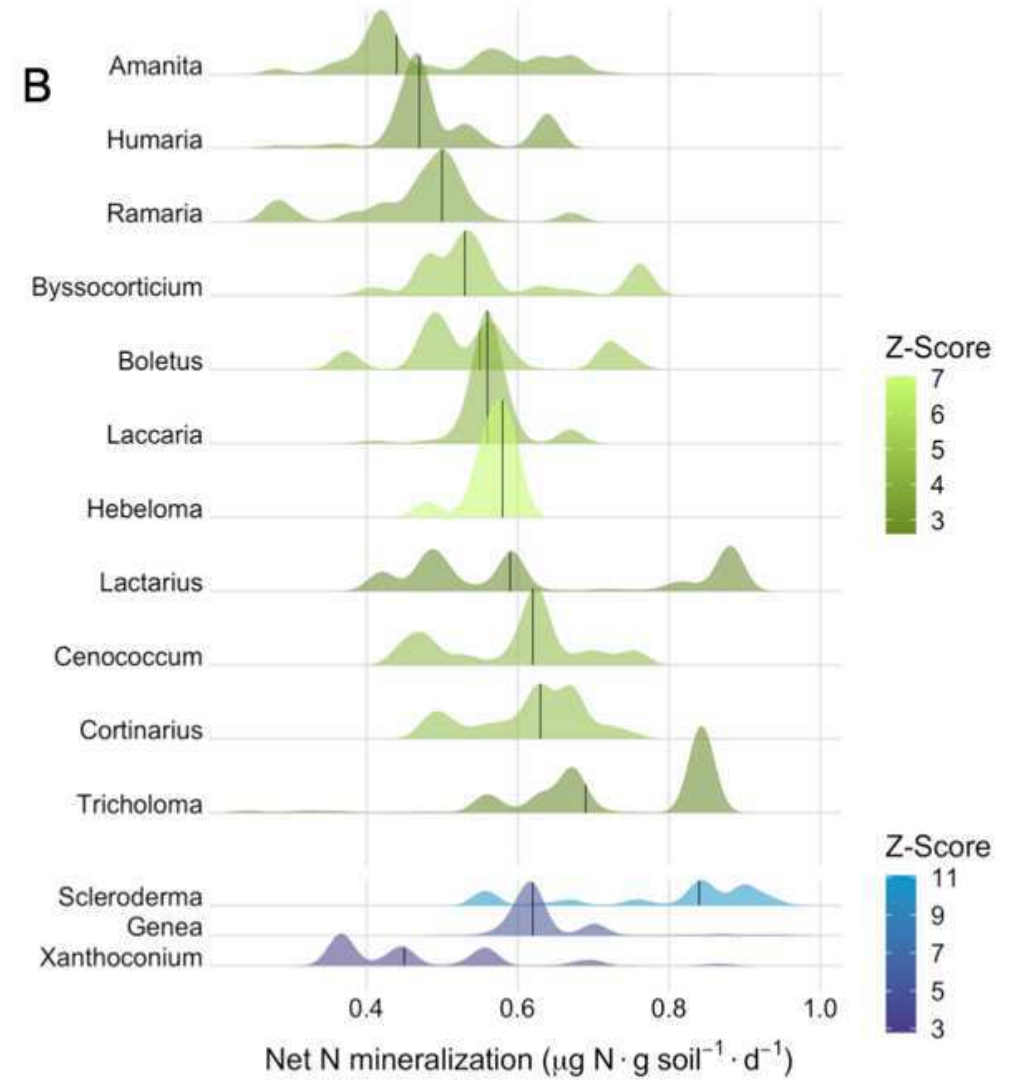 B
Amanita
Humaria
Ramaria
Byssocorticium
Boletus
Laccaria
Hebeloma
Lactarius
Cenococcum
Cortinarius
Tricholoma
Scleroderma
Genea
Xanthoconium
0.4 0.6 0.8 1.0
Net N mineralization (μg N · g soil⁻¹ · d⁻¹)
Z-Score
7
6
5
4
3
Z-Score
11
9
7
5
3